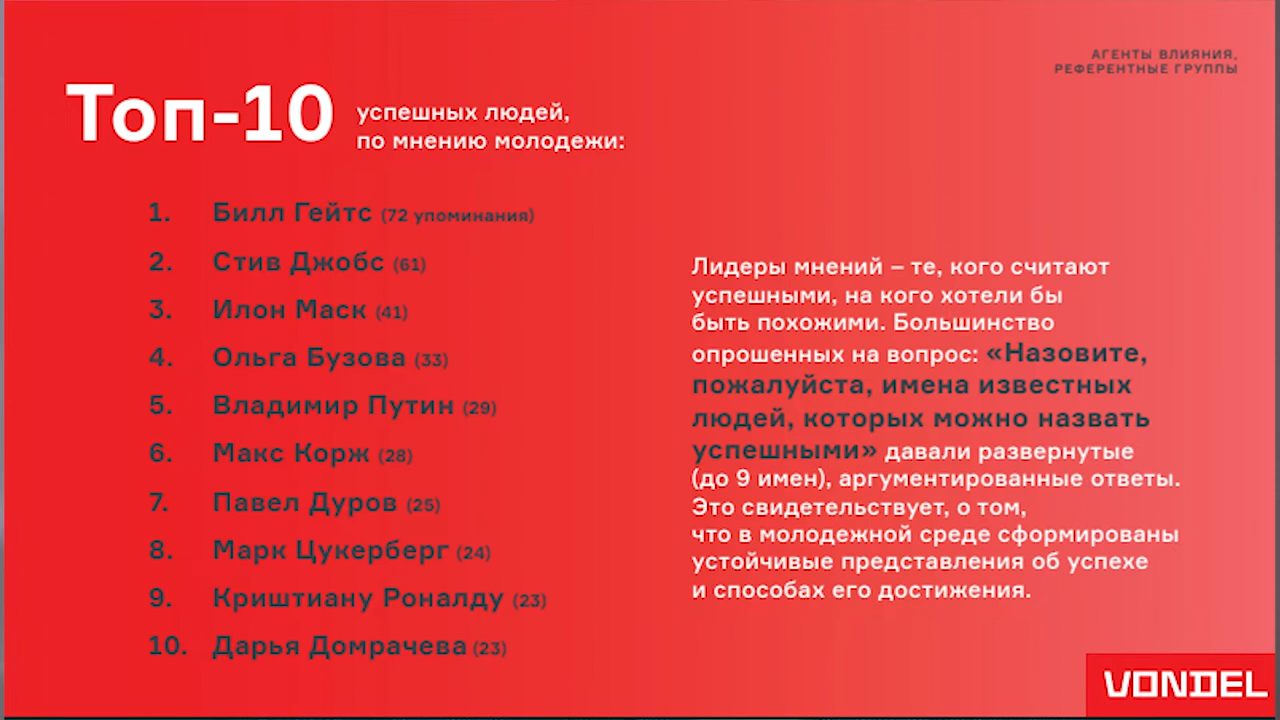 АГЕНТЫ ВЛИЯНИЯ,
РЕФЕРЕНТНЫЕ ГРУППЫ
Топ-10 успешных людей,
по мнению молодежи:
1. Билл Гейтс (72 упоминания)
2. Стив Джобс (61)
3. Илон Маск (41)
4. Ольга Бузова (33)
5. Владимир Путин (29)
6. Макс Корж (28)
7. Павел Дуров (25)
8. Марк Цукерберг (24)
9. Криштиану Роналду (23)
10. Дарья Домрачева (23)
Лидеры мнений – те, кого считают
успешными, на кого хотели бы
быть похожими. Большинство
опрошенных на вопрос: «Назовите,
пожалуйста, имена известных
людей, которых можно назвать
успешными» давали развернутые
(до 9 имен), аргументированные ответы.
Это свидетельствует, о том,
что в молодежной среде сформированы
устойчивые представления об успехе
и способах его достижения.
VONDEL